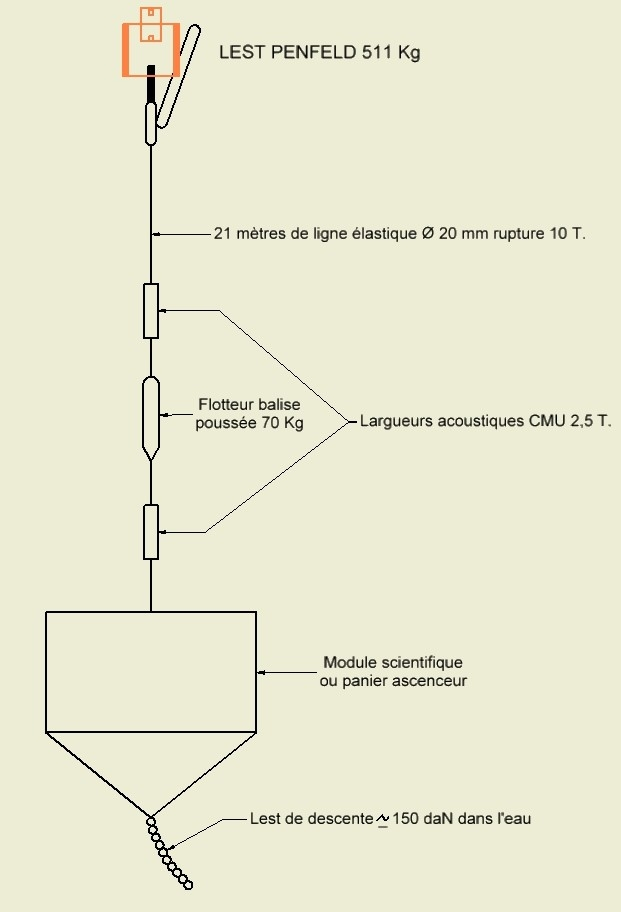 LEST PENFELD 511 Kg
21 mètres de ligne élastique Ø 20 mm rupture 10 T.
Flotteur balise
poussée 70 Kg
Largueurs acoustiques CMU 2,5 T.
Module scientifique
ou panier ascenceur
Lest de descente ~ 150 daN dans l'eau